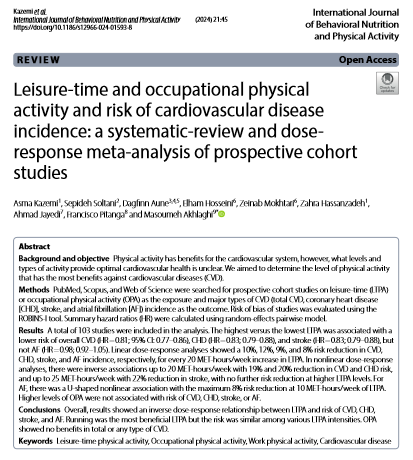 Kazemi et al.
International Journal of Behavioral Nutrition and Physical Activity
(2024) 21:45
https://doi.org/10.1186/s12966-024-01593-8
International Journal
of Behavioral Nutrition
and Physical Activity
REVIEW
Open Access
Check for
updates
Leisure-time and occupational physical
activity and risk of cardiovascular disease
incidence: a systematic-review and dose-
response meta-analysis of prospective cohort
studies
Asma Kazemi1, Sepideh Soltani2, Dagfinn Aune3,4,5, Elham Hosseini6, Zeinab Mokhtari6, Zahra Hassanzadeh1,
Ahmad Jayedi7, Francisco Pitanga8 and Masoumeh Akhlaghi9*
Abstract
Background and objective Physical activity has benefits for the cardiovascular system, however, what levels and
types of activity provide optimal cardiovascular health is unclear. We aimed to determine the level of physical activity
that has the most benefits against cardiovascular diseases (CVD).
Methods PubMed, Scopus, and Web of Science were searched for prospective cohort studies on leisure-time (LTPA)
or occupational physical activity (OPA) as the exposure and major types of CVD (total CVD, coronary heart disease
[CHD], stroke, and atrial fibrillation [AF]) incidence as the outcome. Risk of bias of studies was evaluated using the
ROBINS-I tool. Summary hazard ratios (HR) were calculated using random-effects pairwise model.
Results A total of 103 studies were included in the analysis. The highest versus the lowest LTPA was associated with a
lower risk of overall CVD (HR=0.81; 95% CI: 0.77–0.86), CHD (HR=0.83; 0.79–0.88), and stroke (HR=0.83; 0.79–0.88), but
not AF (HR=0.98; 0.92–1.05). Linear dose-response analyses showed a 10%, 12%, 9%, and 8% risk reduction in CVD,
CHD, stroke, and AF incidence, respectively, for every 20 MET-hours/week increase in LTPA. In nonlinear dose-response
analyses, there were inverse associations up to 20 MET-hours/week with 19% and 20% reduction in CVD and CHD risk,
and up to 25 MET-hours/week with 22% reduction in stroke, with no further risk reduction at higher LTPA levels. For
AF, there was a U-shaped nonlinear association with the maximum 8% risk reduction at 10 MET-hours/week of LTPA.
Higher levels of OPA were not associated with risk of CVD, CHD, stroke, or AF.
Conclusions Overall, results showed an inverse dose-response relationship between LTPA and risk of CVD, CHD,
stroke, and AF. Running was the most beneficial LTPA but the risk was similar among various LTPA intensities. OPA
showed no benefits in total or any type of CVD.
Keywords Leisure-time physical activity, Occupational physical activity, Work physical activity, Cardiovascular disease